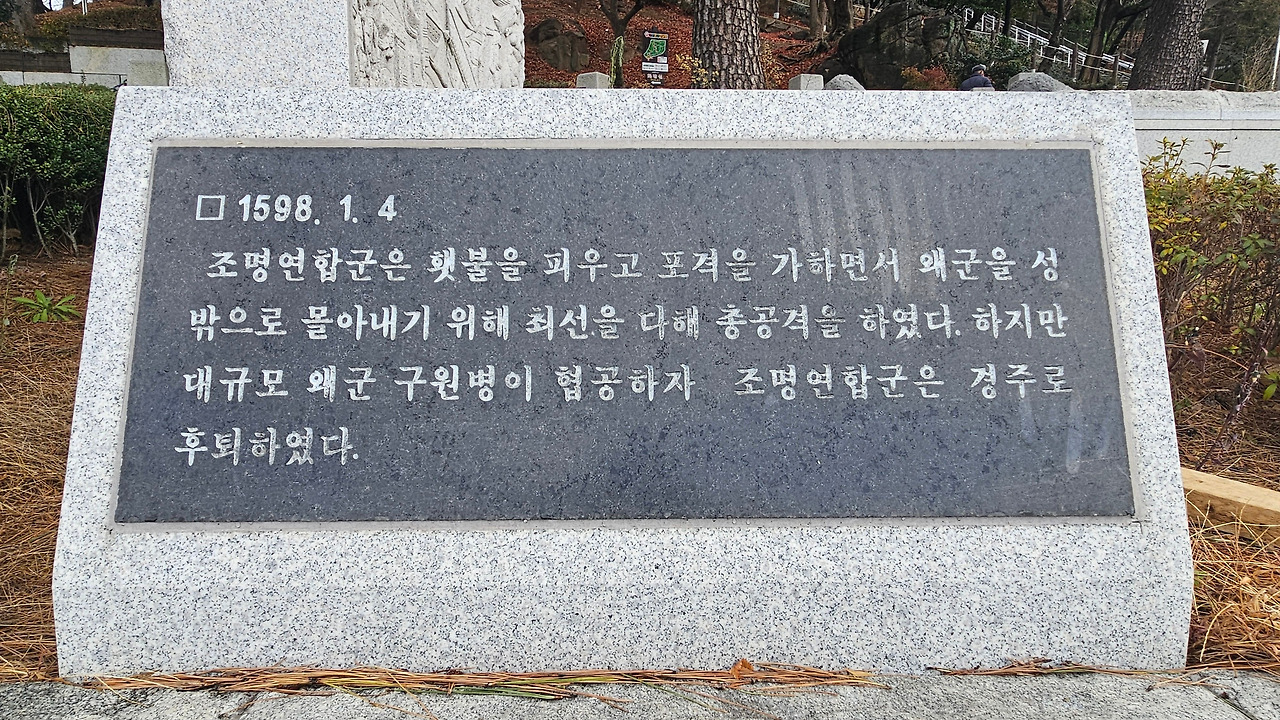 □ 1598. 1. 4
조명연합군은 횃불을 피우고 포격을 가하면서 왜군을 성
밖으로 몰아내기 위해 최선을 다해 총공격을 하였다. 하지만
대규모 왜군 구원병이 협공하자 조명연합군은 경주로
후퇴하였다.